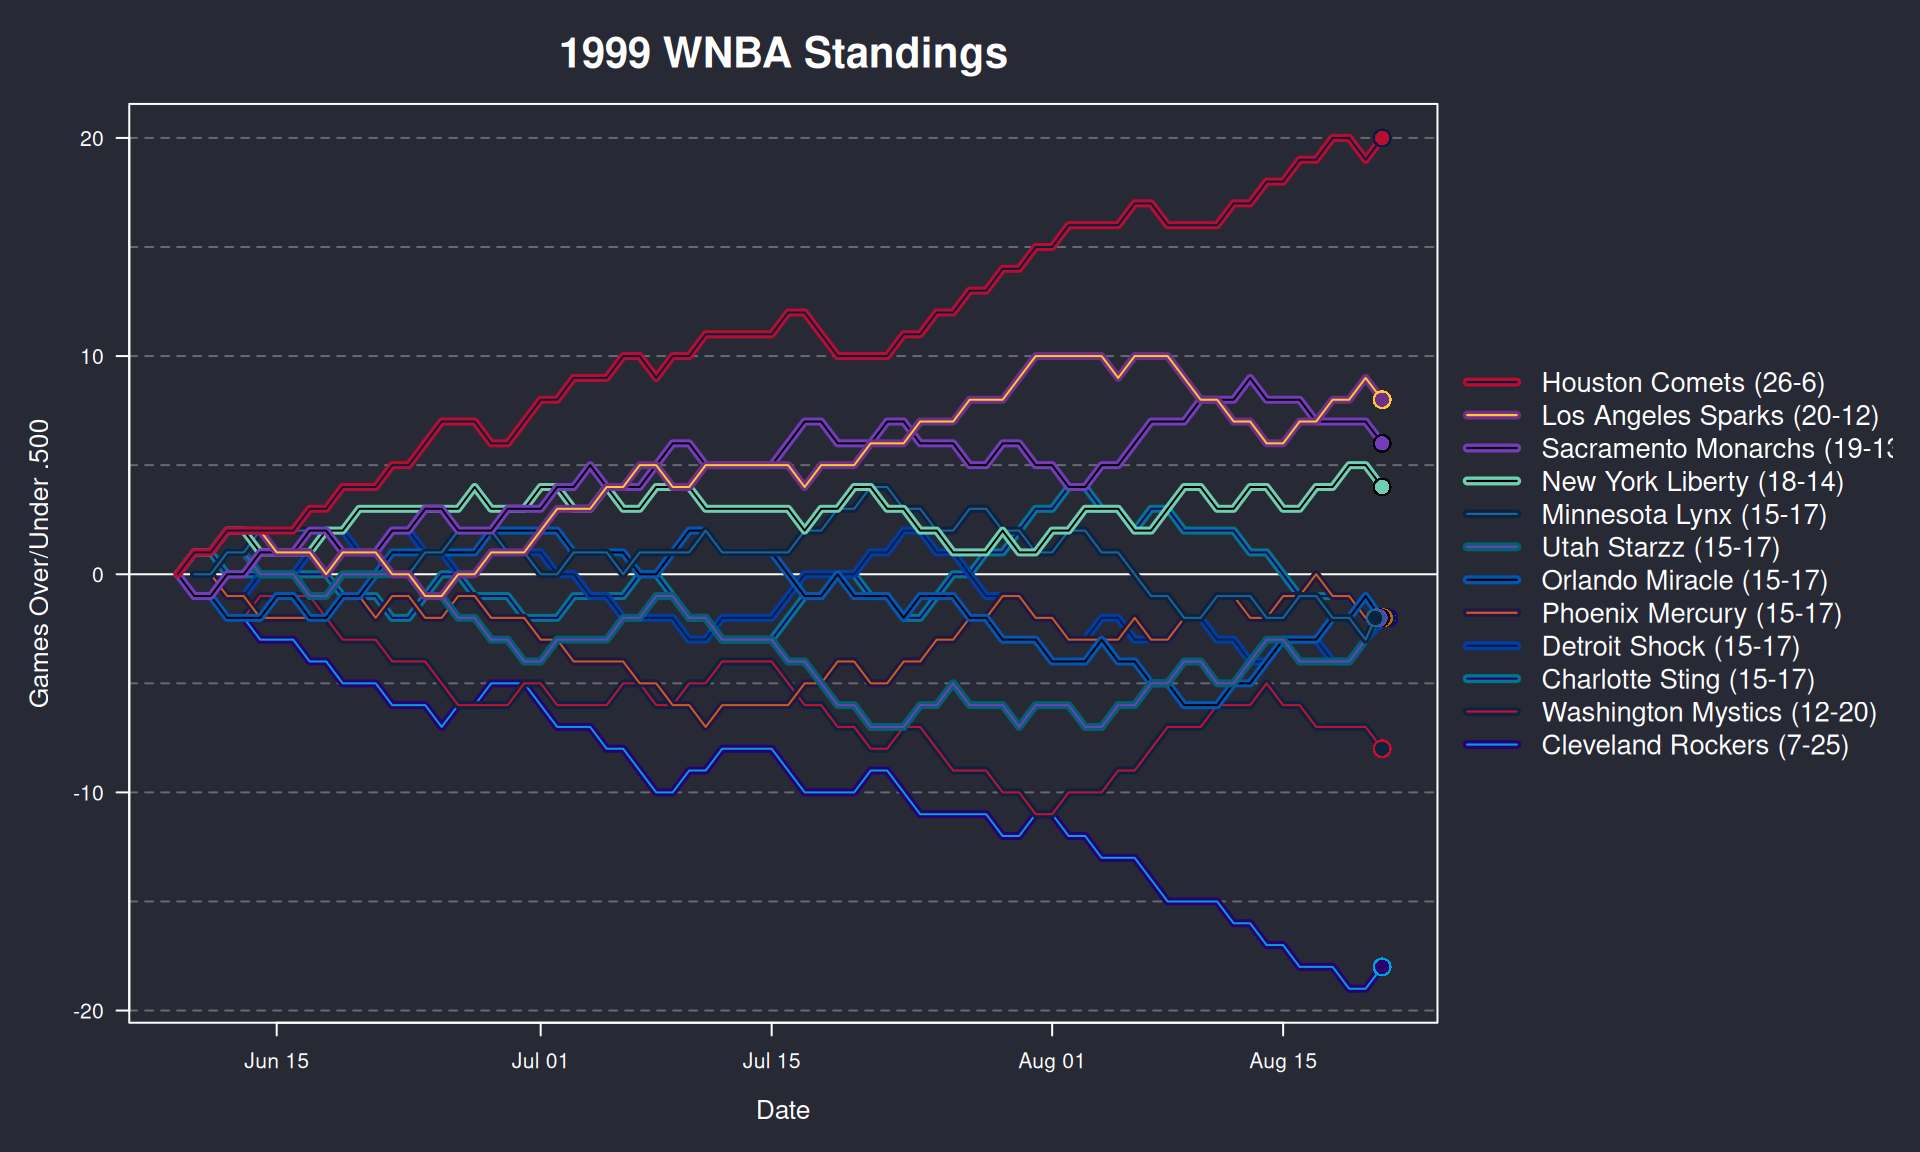 1999 WNBA Standings
Games Over/Under .500
20
10
0
-10
-20
Jun 15
Jul 01
Jul 15
Aug 01
Aug 15
Date
Houston Comets (26-6)
Los Angeles Sparks (20-12)
Sacramento Monarchs (19-13
New York Liberty (18-14)
Minnesota Lynx (15-17)
Utah Starzz (15-17)
Orlando Miracle (15-17)
Phoenix Mercury (15-17)
Detroit Shock (15-17)
Charlotte Sting (15-17)
Washington Mystics (12-20)
Cleveland Rockers (7-25)